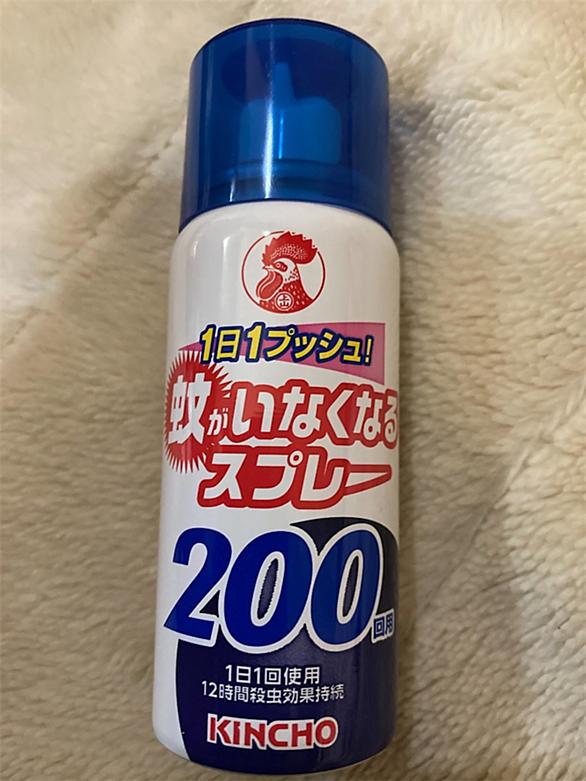 1日1プッシュ!
蚊がいなくなる
スプレー
200回用
1日1回使用
12時間殺虫効果持続
KINCHO